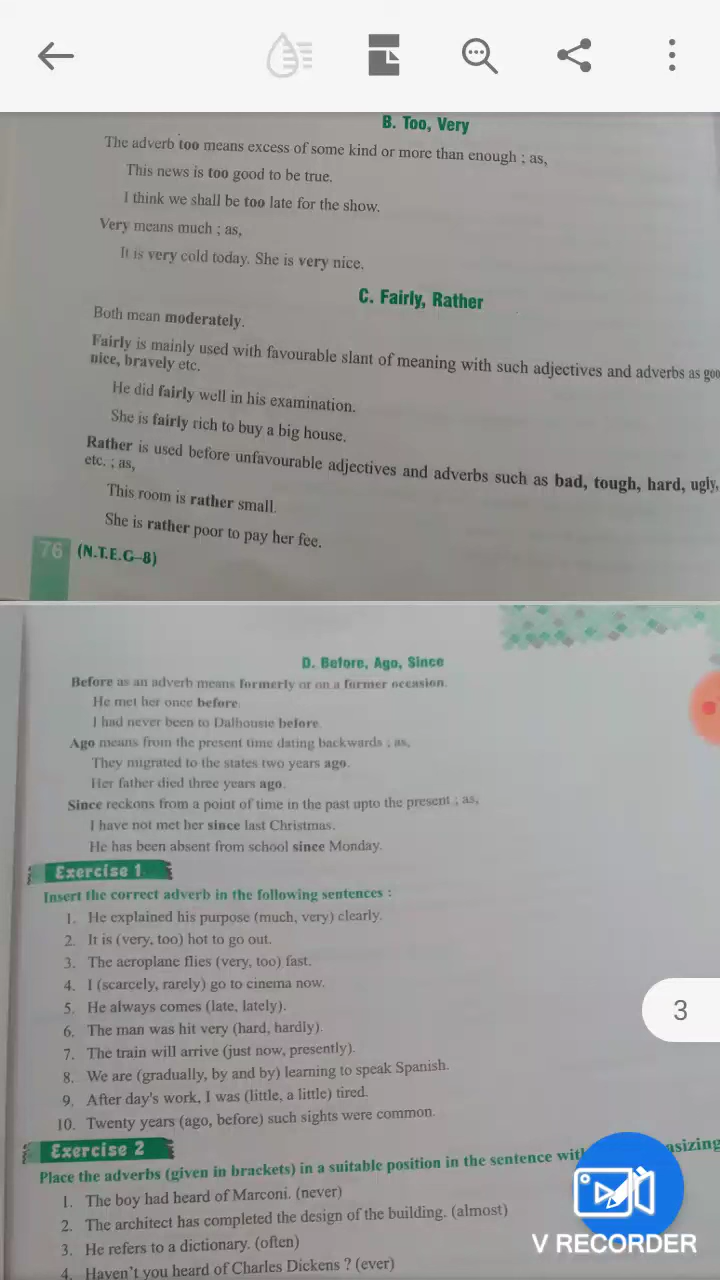 B. Too, Very
The adverb too means excess of some kind or more than enough ; as,
This news is too good to be true.
I think we shall be too late for the show.
Very means much ; as,
It is very cold today. She is very nice.
C. Fairly, Rather
Both mean moderately.
Fairly is mainly used with favourable slant of meaning with such adjectives and adverbs as
nice, bravely etc.
He did fairly well in his examination.
She is fairly rich to buy a big house.
Rather is used before unfavourable adjectives and adverbs such as bad, tough, hard, ugly,
etc. ; as,
This room is rather small.
She is rather poor to pay her fee.
76 (N.T.E.G–8)
D. Before, Ago, Since
Before as an adverb means formerly or on a former occasion.
He met her once before.
I had never been to Dalhousie before.
Ago means from the present time dating backwards ; as,
They migrated to the states two years ago.
Her father died three years ago.
Since reckons from a point of time in the past upto the present ; as,
I have not met her since last Christmas.
He has been absent from school since Monday.
Exercise 1
Insert the correct adverb in the following sentences :
1. He explained his purpose (much, very) clearly.
2. It is (very, too) hot to go out.
3. The aeroplane flies (very, too) fast.
4. I (scarcely, rarely) go to cinema now.
3
5. He always comes (late, lately).
6. The man was hit very (hard, hardly).
7. The train will arrive (just now, presently).
8. We are (gradually, by and by) learning to speak Spanish.
9. After day's work, I was (little, a little) tired.
10. Twenty years (ago, before) such sights were common.
Exercise 2
Place the adverbs (given in brackets) in a suitable position in the sentence
1. The boy had heard of Marconi. (never)
2. The architect has completed the design of the building. (almost)
3. He refers to a dictionary. (often)
4. Haven't you heard of Charles Dickens ? (ever)
V RECORDER